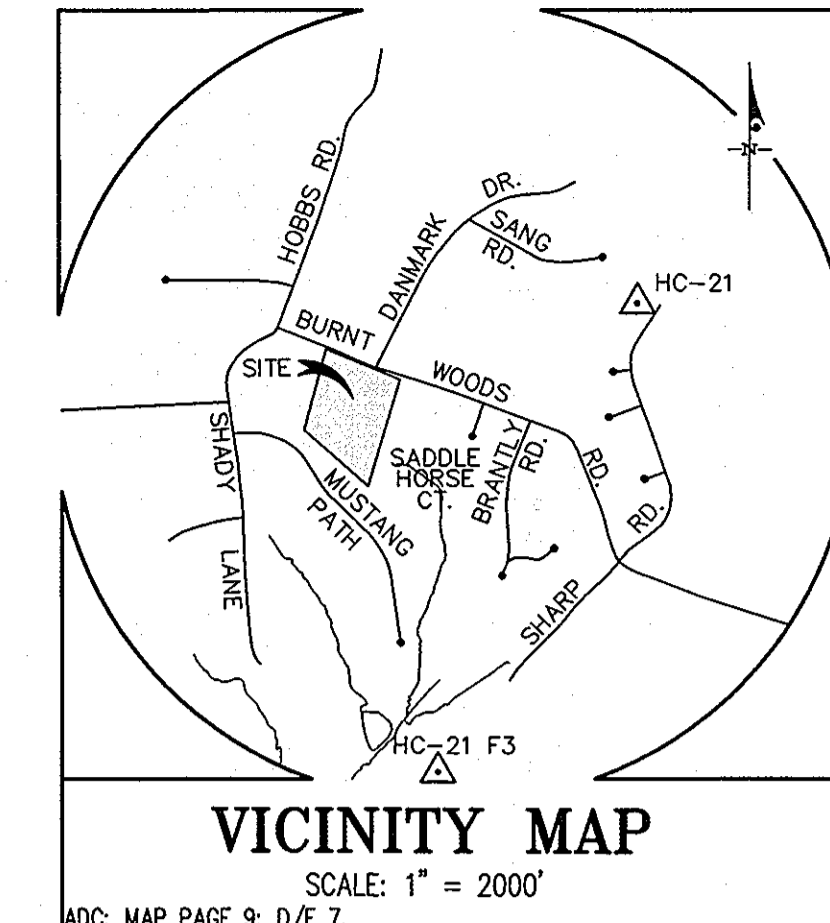 HOBBS RD.
DANMARK DR.
SANG RD.
-N-
HC-21
BURNT WOODS RD.
SITE
SHADY LANE
MUSTANG PATH
SADDLE
HORSE
CT.
BRANTLY RD.
SHARP RD.
HC-21 F3
VICINITY MAP
SCALE: 1" = 2000'
ADC: MAP PAGE 9: D/E 7